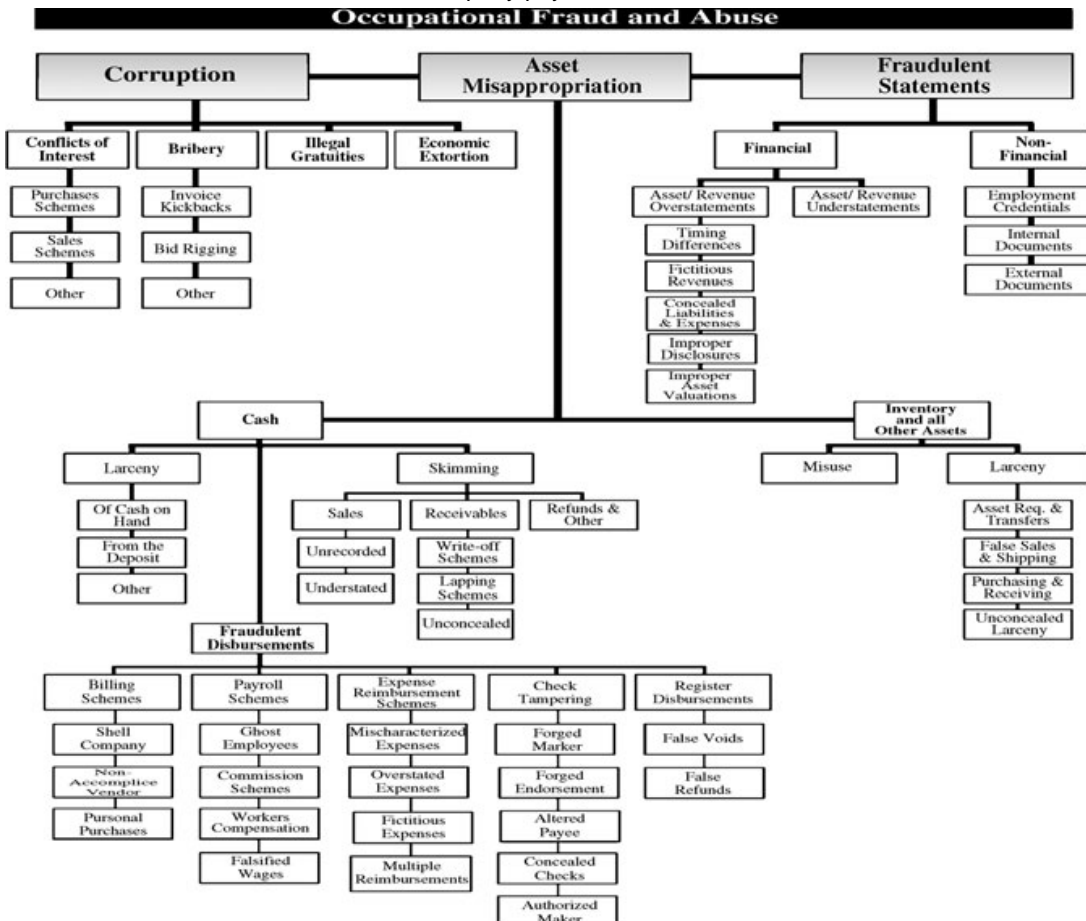 Occupational Fraud and Abuse
Corruption
Asset
Misappropriation
Fraudulent
Statements
Conflicts of
Interest
Bribery
Illegal
Gratuities
Economic
Extortion
Financial
Non-
Financial
Purchases
Schemes
Sales
Schemes
Other
Invoice
Kickbacks
Bid Rigging
Other
Asset/ Revenue
Overstatements
Asset/ Revenue
Understatements
Timing
Differences
Fictitious
Revenues
Concealed
Liabilities
& Expenses
Improper
Disclosures
Improper
Asset
Valuations
Employment
Credentials
Internal
Documents
External
Documents
Cash
Inventory
and all
Other Assets
Larceny
Of Cash on
Hand
From the
Deposit
Other
Skimming
Sales
Unrecorded
Understated
Receivables
Write-off
Schemes
Lapping
Schemes
Unconcealed
Refunds &
Other
Misuse
Larceny
Asset Req. &
Transfers
False Sales
& Shipping
Purchasing &
Receiving
Unconcealed
Larceny
Fraudulent
Disbursements
Billing
Schemes
Shell
Company
Non-
Accomplice
Vendor
Pursonal
Purchases
Payroll
Schemes
Ghost
Employees
Commission
Schemes
Workers
Compensation
Falsified
Wages
Expense
Reimbursement
Schemes
Mischaracterized
Expenses
Overstated
Expenses
Fictitious
Expenses
Multiple
Reimbursements
Check
Tampering
Forged
Marker
Forged
Endorsement
Altered
Payee
Concealed
Checks
Authorized
Maker
Register
Disbursements
False Voids
False
Refunds